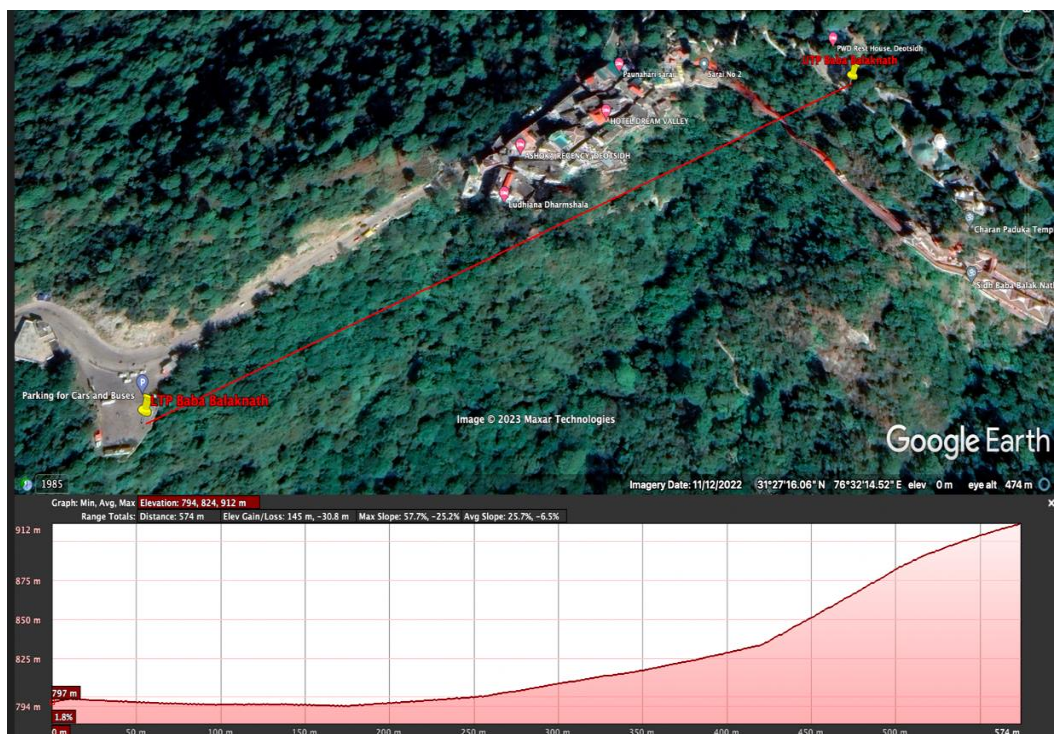 PWD Rest House, Deotsidh
UTP Baba Balaknath
Paunahari sarai
Sarai No 2
HOTEL DREAM VALLEY
ASHOKA REGENCY, DEOTSIDH
Ludhiana Dharmshala
Charan Paduka Temp
Sidh Baba Balak Nath
P
Parking for Cars and Buses
LTP Baba Balaknath
Image © 2023 Maxar Technologies
Google Earth
1985
Imagery Date: 11/12/2022 31°27'16.06" N 76°32'14.52" E elev 0 m eye alt 474 m
Graph: Min, Avg, Max Elevation: 794, 824, 912 m
Range Totals: Distance: 574 m Elev Gain/Loss: 145 m, -30.8 m Max Slope: 57.7%, -25.2% Avg Slope: 25.7%, -6.5%
912 m
875 m
850 m
825 m
797 m
794 m
1.8%
0 m 50 m 100 m 150 m 200 m 250 m 300 m 350 m 400 m 450 m 500 m 574 m